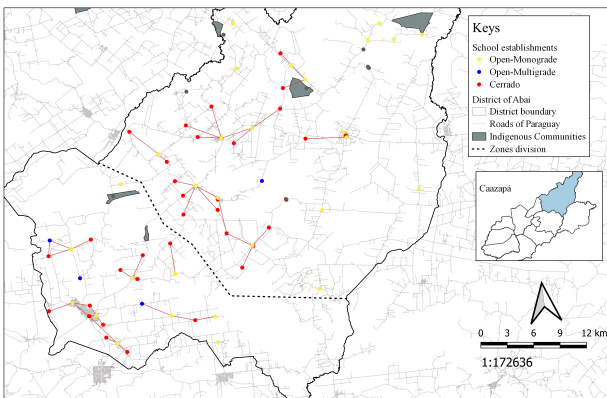 Keys
School establishments
Open-Monograde
Open-Multigrade
Cerrado
District of Abai
District boundary
Roads of Paraguay
Indigenous Communities
Zones division
Caazapá
0 3 6 9 12 km
1:172636